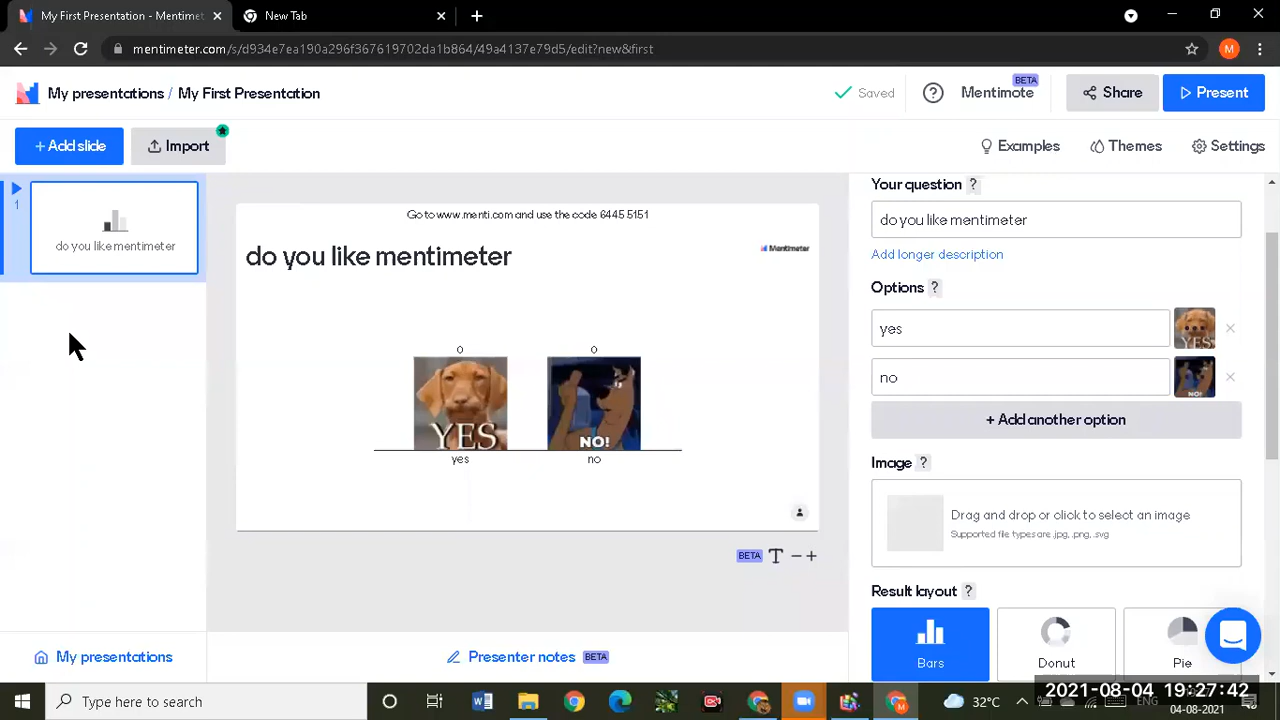 My First Presentation - Mentimet
New Tab
mentimeter.com/s/d934e7ea190a296f367619702da1b864/49a4137e79d5/edit?new&first
M
My presentations / My First Presentation
Saved
?
Mentimote
BETA
Share
Present
+ Add slide
Import
Examples
Themes
Settings
1
do you like mentimeter
Go to www.menti.com and use the code 6445 5151
do you like mentimeter
Mentimeter
0
0
YES
NO!
yes
no
BETA
T
Your question ?
do you like mentimeter
Add longer description
Options ?
yes
YES
no
NO!
+ Add another option
Image ?
Drag and drop or click to select an image
Supported file types are .jpg, .png, .svg
Result layout ?
Bars
Donut
Pie
My presentations
Presenter notes BETA
Type here to search
32°C
ENG
2021-08-04 19:27:42
04-08-2021